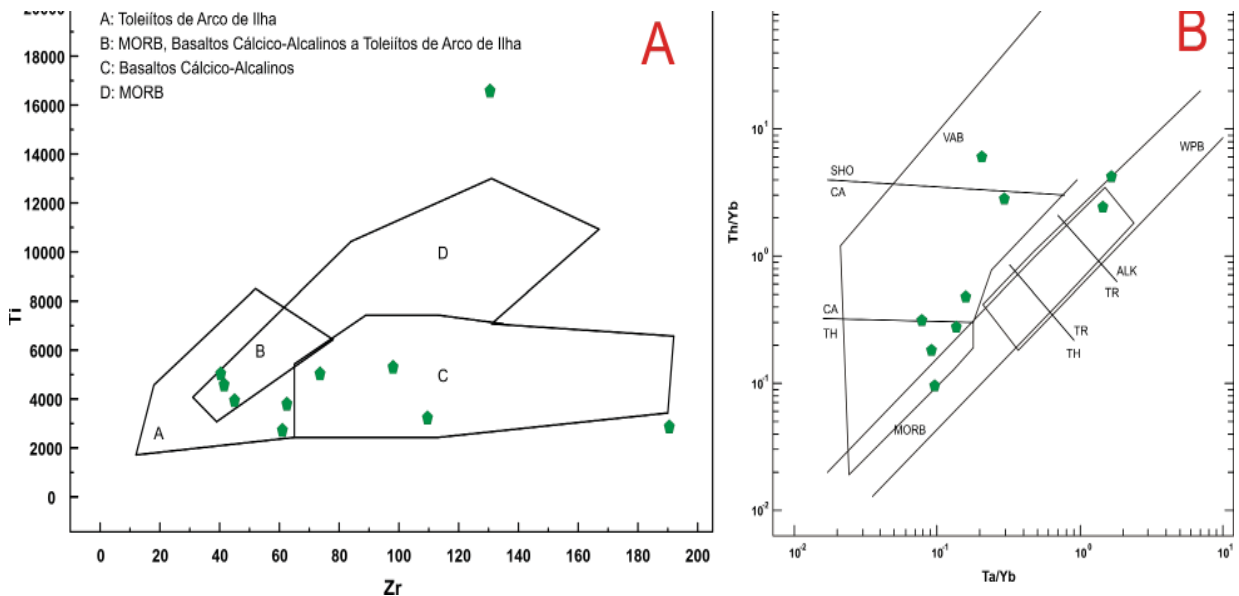 20000
A: Toleiítos de Arco de Ilha
B: MORB, Basaltos Cálcico-Alcalinos a Toleiítos de Arco de Ilha
C: Basaltos Cálcico-Alcalinos
D: MORB
A
18000
16000
14000
12000
10000
8000
6000
4000
2000
0
Ti
D
B
C
A
0 20 40 60 80 100 120 140 160 180 200
Zr
B
10¹
10⁰
10⁻¹
10⁻²
Th/Yb
VAB
WPB
SHO
CA
ALK
TR
CA
TH
TR
TH
MORB
10⁻² 10⁻¹ 10⁰ 10¹
Ta/Yb